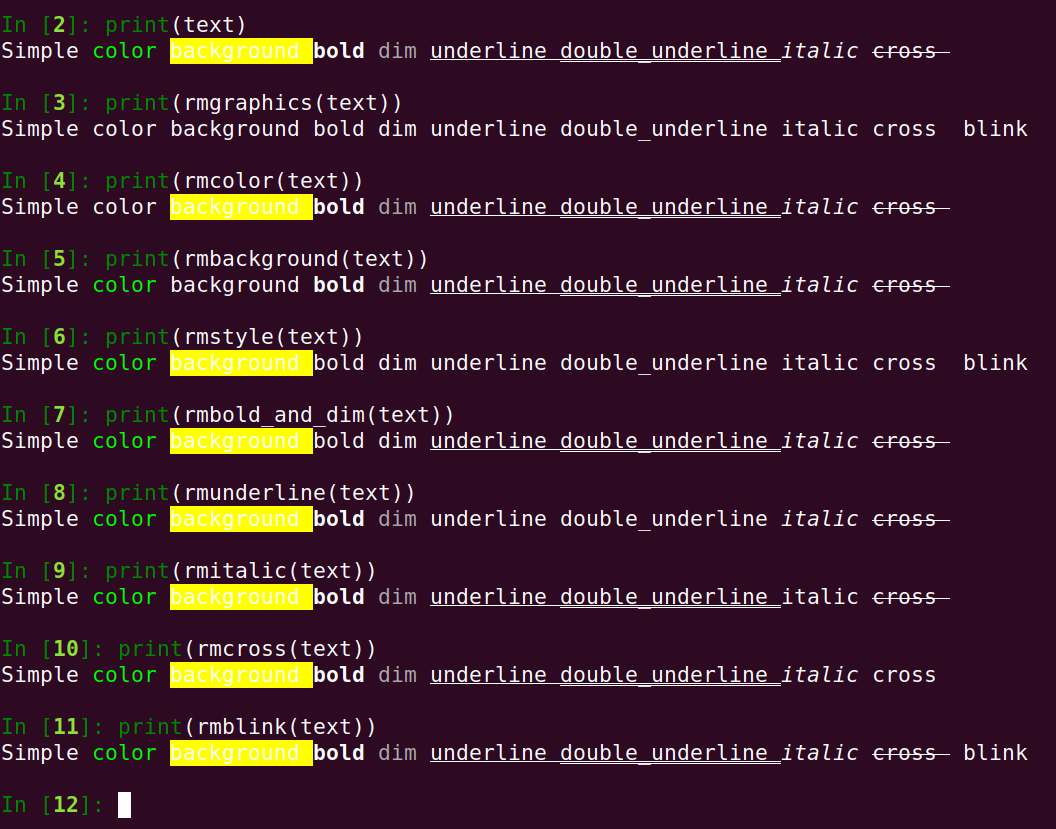 In [2]: print(text)
Simple color background bold dim underline double_underline italic cross
In [3]: print(rmgraphics(text))
Simple color background bold dim underline double_underline italic cross  blink
In [4]: print(rmcolor(text))
Simple color background bold dim underline double_underline italic cross
In [5]: print(rmbackground(text))
Simple color background bold dim underline double_underline italic cross
In [6]: print(rmstyle(text))
Simple color background bold dim underline double_underline italic cross  blink
In [7]: print(rmbold_and_dim(text))
Simple color background bold dim underline double_underline italic cross
In [8]: print(rmunderline(text))
Simple color background bold dim underline double_underline italic cross
In [9]: print(rmitalic(text))
Simple color background bold dim underline double_underline italic cross
In [10]: print(rmcross(text))
Simple color background bold dim underline double_underline italic cross
In [11]: print(rmblink(text))
Simple color background bold dim underline double_underline italic cross  blink
In [12]: